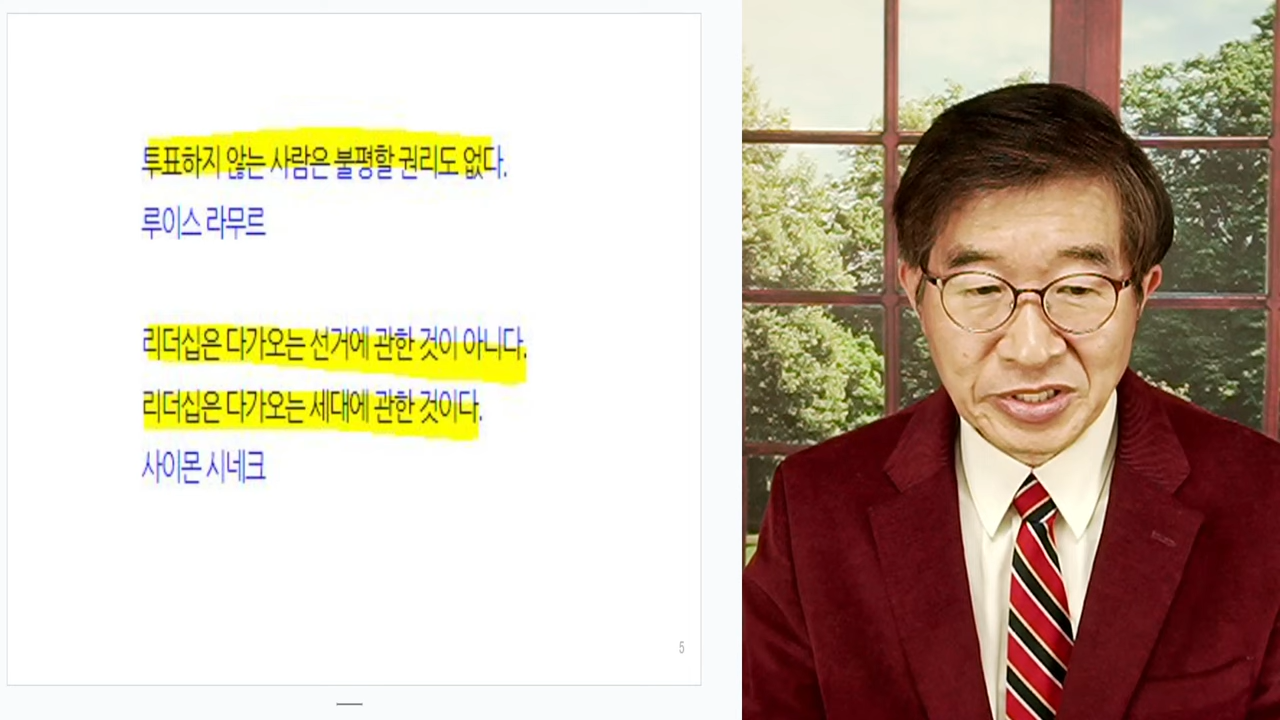 투표하지 않는 사람은 불평할 권리도 없다.
루이스 라무르
리더십은 다가오는 선거에 관한 것이 아니다.
리더십은 다가오는 세대에 관한 것이다.
사이몬 시네크
5